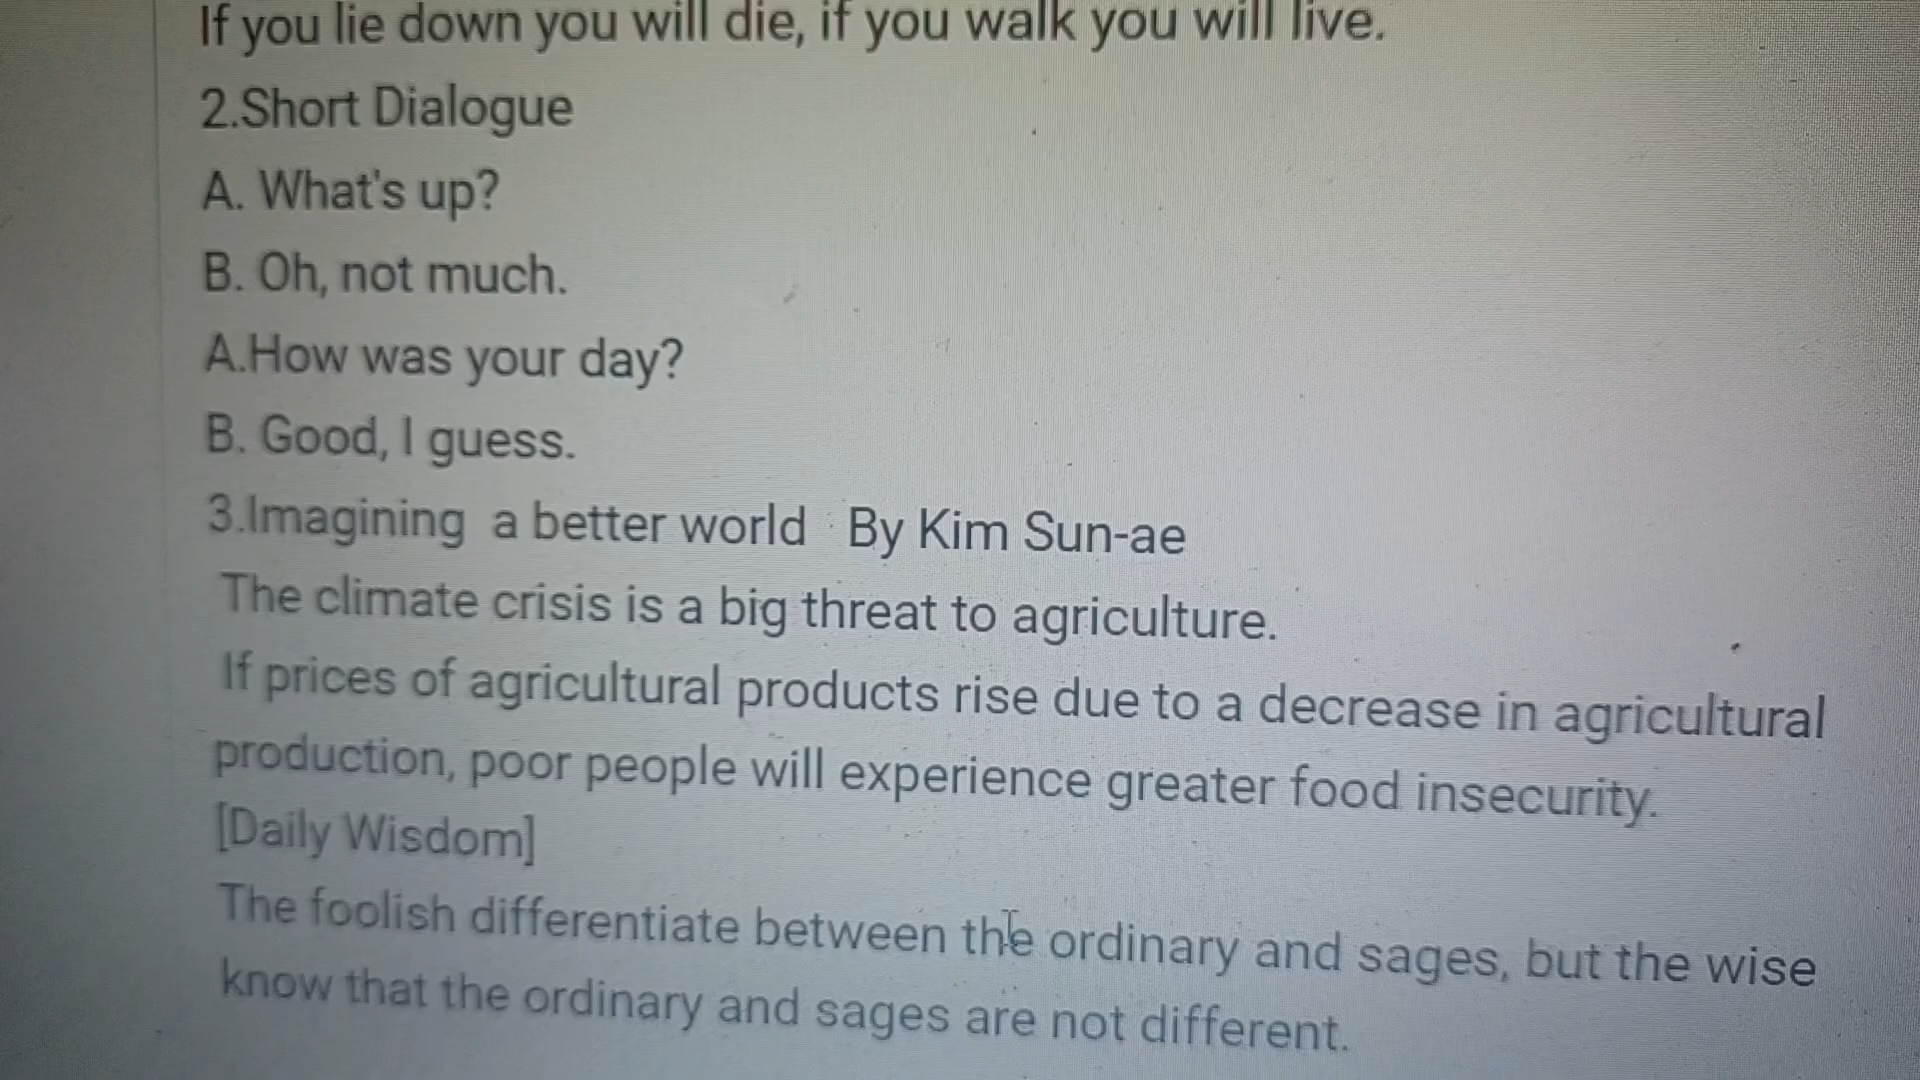 If you lie down you will die, if you walk you will live.
2.Short Dialogue
A. What's up?
B. Oh, not much.
A.How was your day?
B. Good, I guess.
3.Imagining a better world By Kim Sun-ae
The climate crisis is a big threat to agriculture.
If prices of agricultural products rise due to a decrease in agricultural
production, poor people will experience greater food insecurity.
[Daily Wisdom]
The foolish differentiate between the ordinary and sages, but the wise
know that the ordinary and sages are not different.